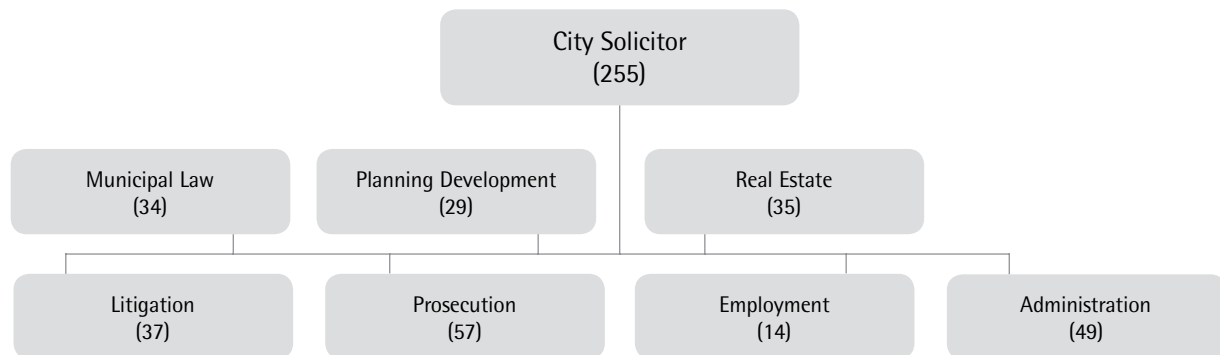 City Solicitor
(255)
Municipal Law
(34)
Planning Development
(29)
Real Estate
(35)
Litigation
(37)
Prosecution
(57)
Employment
(14)
Administration
(49)